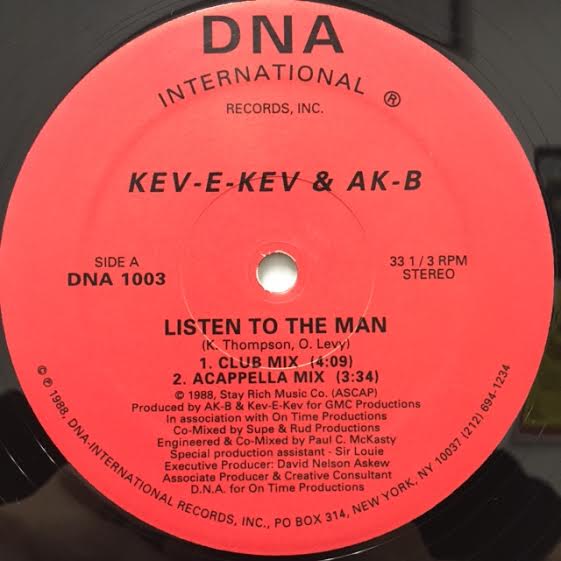 DNA
INTERNATIONAL ®
RECORDS, INC.
KEV-E-KEV & AK-B
SIDE A
DNA 1003
33 1/3 RPM
STEREO
LISTEN TO THE MAN
(K. Thompson, O. Levy)
1. CLUB MIX (4:09)
2. ACAPPELLA MIX (3:34)
© 1988, Stay Rich Music Co. (ASCAP)
Produced by AK-B & Kev-E-Kev for GMC Productions
In association with On Time Productions
Co-Mixed by Supe & Rud Productions
Engineered & Co-Mixed by Paul C. McKasty
Special production assistant - Sir Louie
Executive Producer: David Nelson Askew
Associate Producer & Creative Consultant
D.N.A. for On Time Productions
© ℗ 1988, DNA-INTERNATIONAL RECORDS, INC., PO BOX 314, NEW YORK, NY 10037 (212) 694-1234